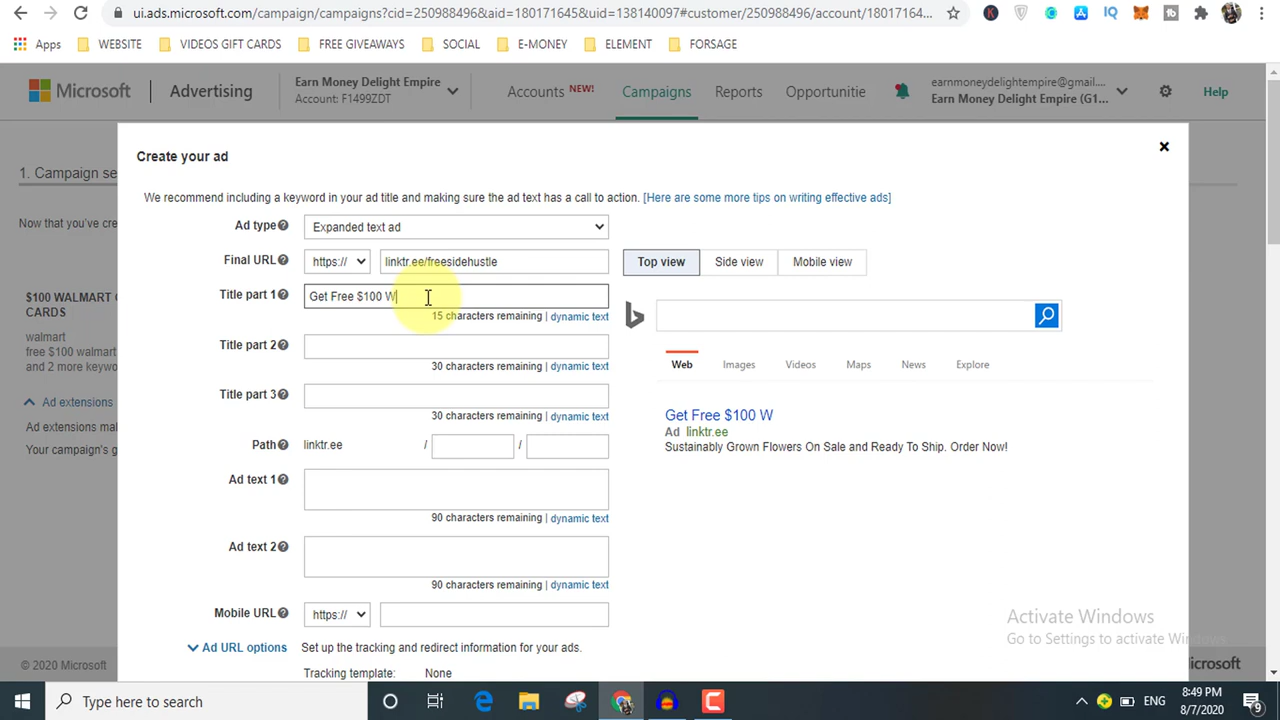 ui.ads.microsoft.com/campaign/campaigns?cid=250988496&aid=180171645&uid=138140097#customer/250988496/account/18017164...
Apps WEBSITE VIDEOS GIFT CARDS FREE GIVEAWAYS SOCIAL E-MONEY ELEMENT FORSAGE
Microsoft Advertising
Earn Money Delight Empire
Account: F1499ZDT
Accounts NEW! Campaigns Reports Opportunitie
earnmoneydelightempire@gmail....
Earn Money Delight Empire (G1...
Help
1. Campaign se
Now that you've cre
$100 WALMART G
CARDS
walmart
free $100 walmart
and 2 more keywo
Ad extensions
Ad extensions mal
Your campaign's g
Create your ad
We recommend including a keyword in your ad title and making sure the ad text has a call to action. [Here are some more tips on writing effective ads]
Ad type Expanded text ad
Final URL https:// linktr.ee/freesidehustle
Top view Side view Mobile view
Title part 1 Get Free $100 W
15 characters remaining | dynamic text
Title part 2
30 characters remaining | dynamic text
Title part 3
30 characters remaining | dynamic text
Path linktr.ee / /
Ad text 1
90 characters remaining | dynamic text
Ad text 2
90 characters remaining | dynamic text
Mobile URL https://
Ad URL options Set up the tracking and redirect information for your ads.
Tracking template: None
Web Images Videos Maps News Explore
Get Free $100 W
Ad linktr.ee
Sustainably Grown Flowers On Sale and Ready To Ship. Order Now!
Activate Windows
Go to Settings to activate Windows.
© 2020 Microsoft
icrosoft
Type here to search
ENG
8:49 PM
8/7/2020
9